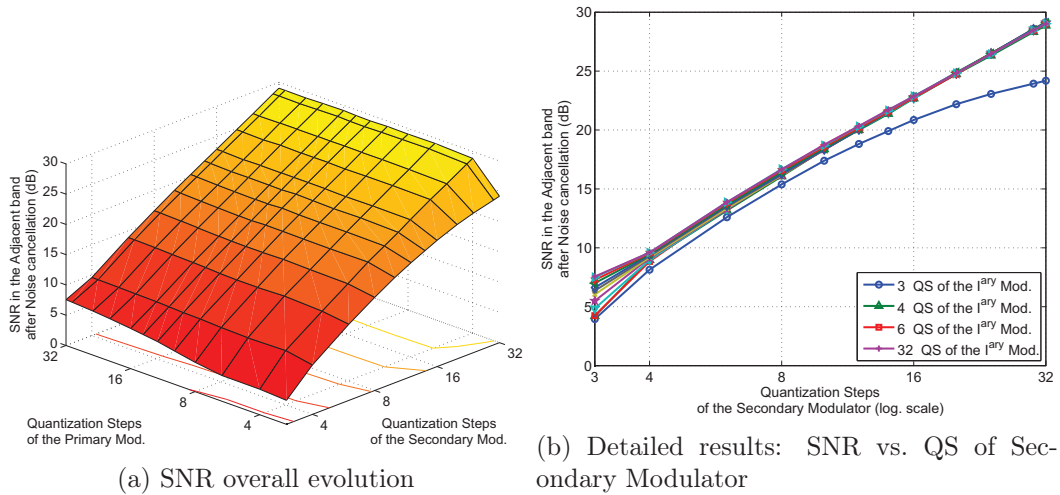 30
25
20
15
10
5
0
SNR in the Adjacent band
after Noise cancellation (dB)
32
16
8
4
Quantization Steps
of the Primary Mod.
32
16
8
4
Quantization Steps
of the Secondary Mod.
(a) SNR overall evolution
30
25
20
15
10
5
0
SNR in the Adjacent band
after Noise cancellation (dB)
3 QS of the I^ary Mod.
4 QS of the I^ary Mod.
6 QS of the I^ary Mod.
32 QS of the I^ary Mod.
3 4 8 16 32
Quantization Steps
of the Secondary Modulator (log. scale)
(b) Detailed results: SNR vs. QS of Sec-
ondary Modulator